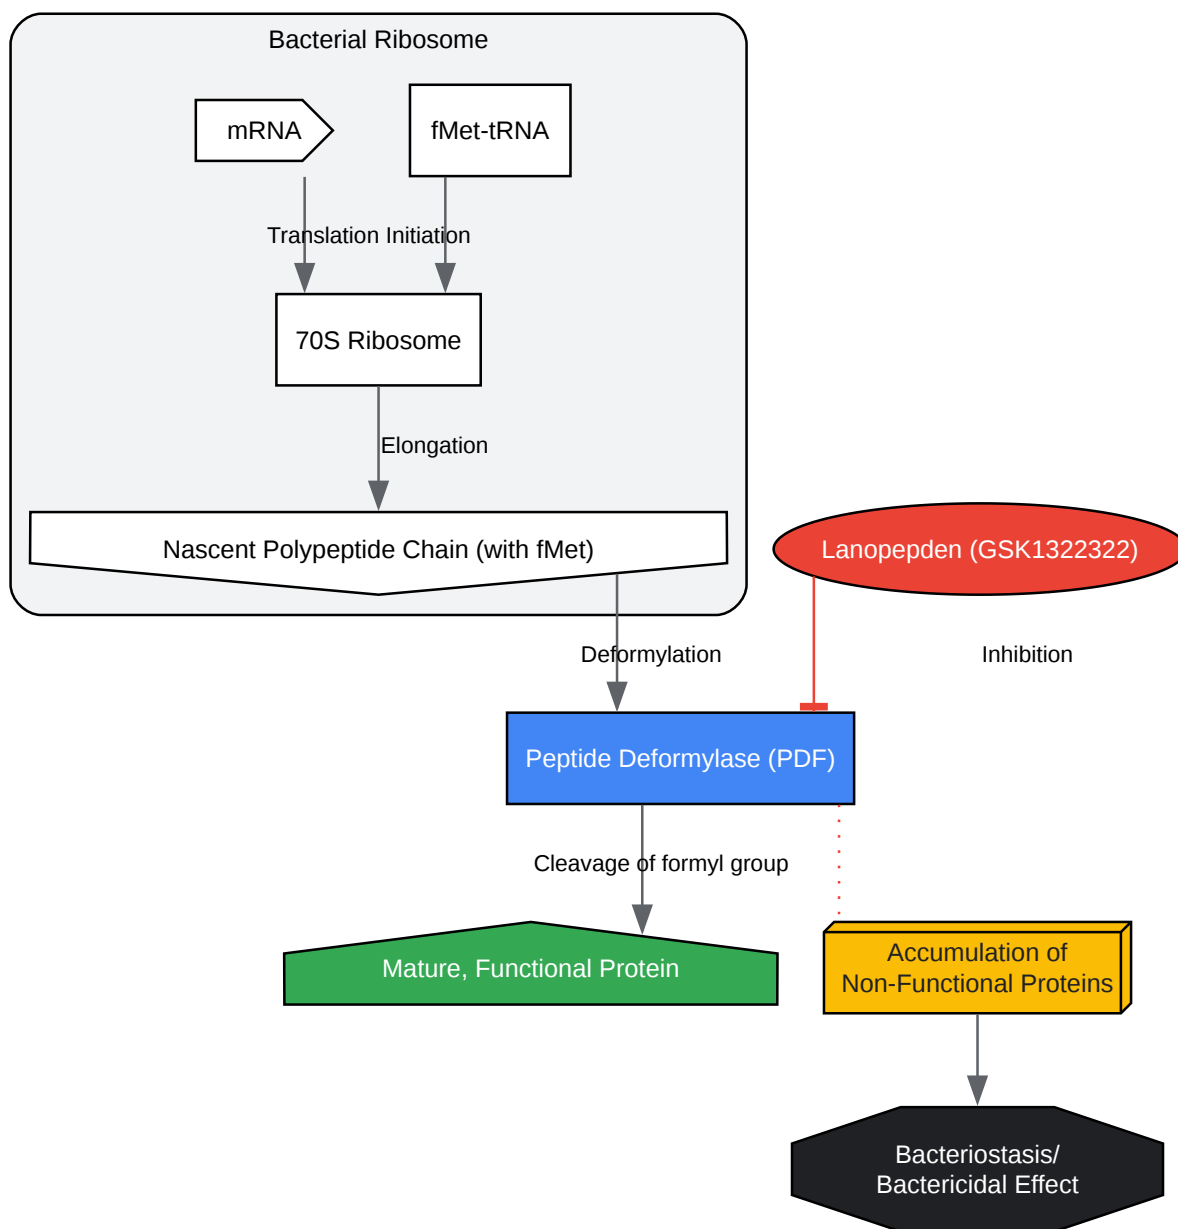 Bacterial Ribosome
mRNA
fMet-tRNA
Translation Initiation
70S Ribosome
Elongation
Nascent Polypeptide Chain (with fMet)
Lanopepden (GSK1322322)
Deformylation
Inhibition
Peptide Deformylase (PDF)
Cleavage of formyl group
Mature, Functional Protein
Accumulation of
Non-Functional Proteins
Bacteriostasis/
Bactericidal Effect